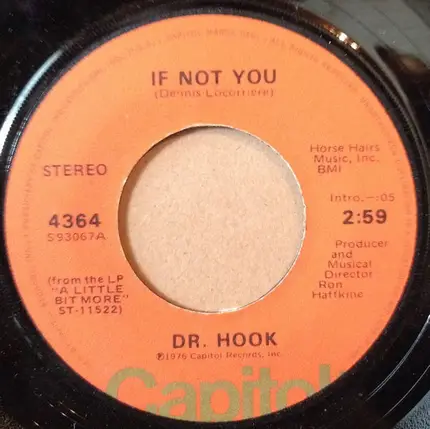 IF NOT YOU
(Dennis Locorriere)
Horse Hairs
Music, Inc.
BMI
STEREO
Intro.–:05
4364
2:59
S93067A
Producer
and
Musical
Director
Ron
Haffkine
(from the LP
"A LITTLE
BIT MORE"
ST-11522)
DR. HOOK
℗1976 Capitol Records, Inc.
Capitol